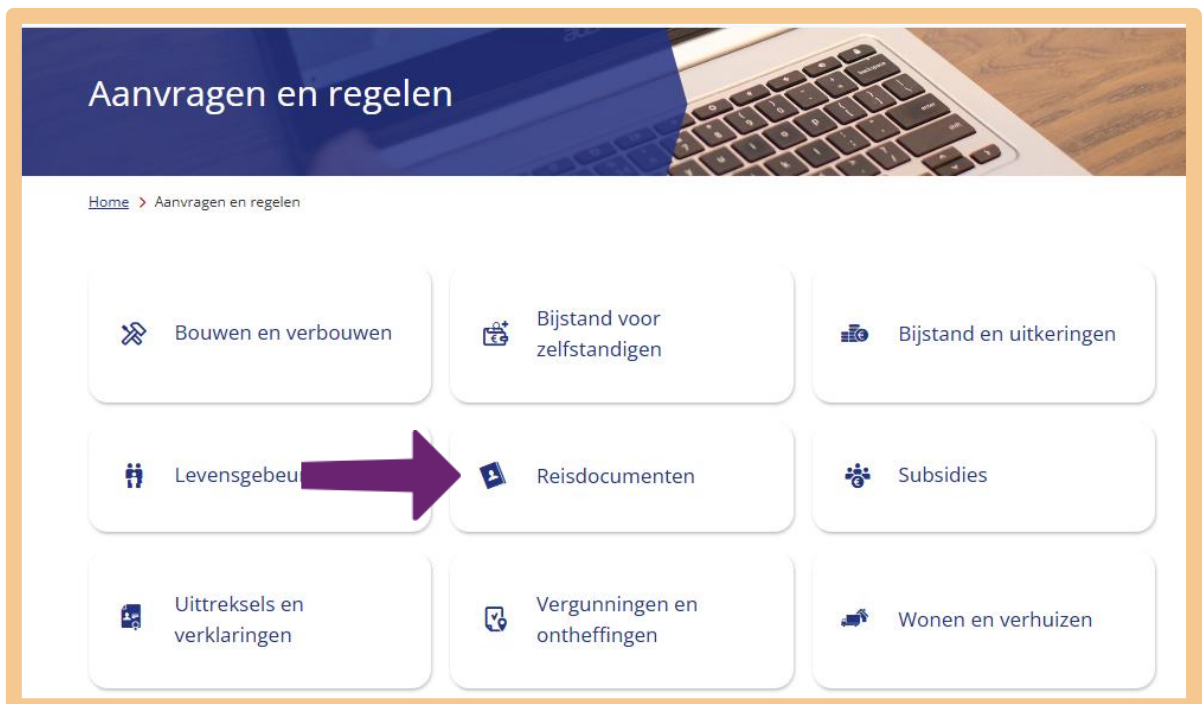 Aanvragen en regelen
Home > Aanvragen en regelen
Bouwen en verbouwen
Bijstand voor
zelfstandigen
Bijstand en uitkeringen
Reisdocumenten
Subsidies
Uittreksels en
verklaringen
Vergunningen en
ontheffingen
Wonen en verhuizen